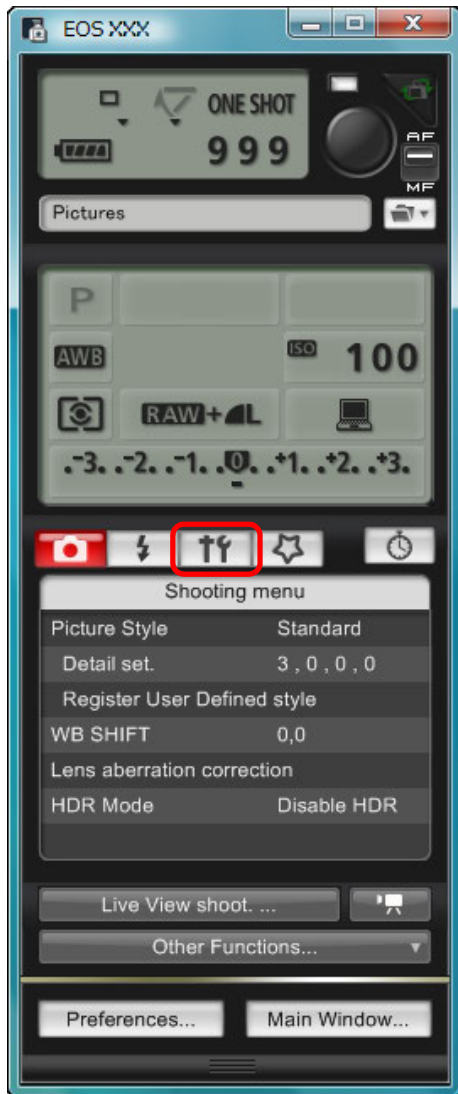 EOS XXX
ONE SHOT
999
AF
MF
Pictures
P
AWB
ISO 100
RAW+L
.-3. .-2. .-1. .0. .+1. .+2. .+3.
Shooting menu
Picture Style Standard
Detail set. 3 , 0 , 0 , 0
Register User Defined style
WB SHIFT 0,0
Lens aberration correction
HDR Mode Disable HDR
Live View shoot. ...
Other Functions...
Preferences... Main Window...